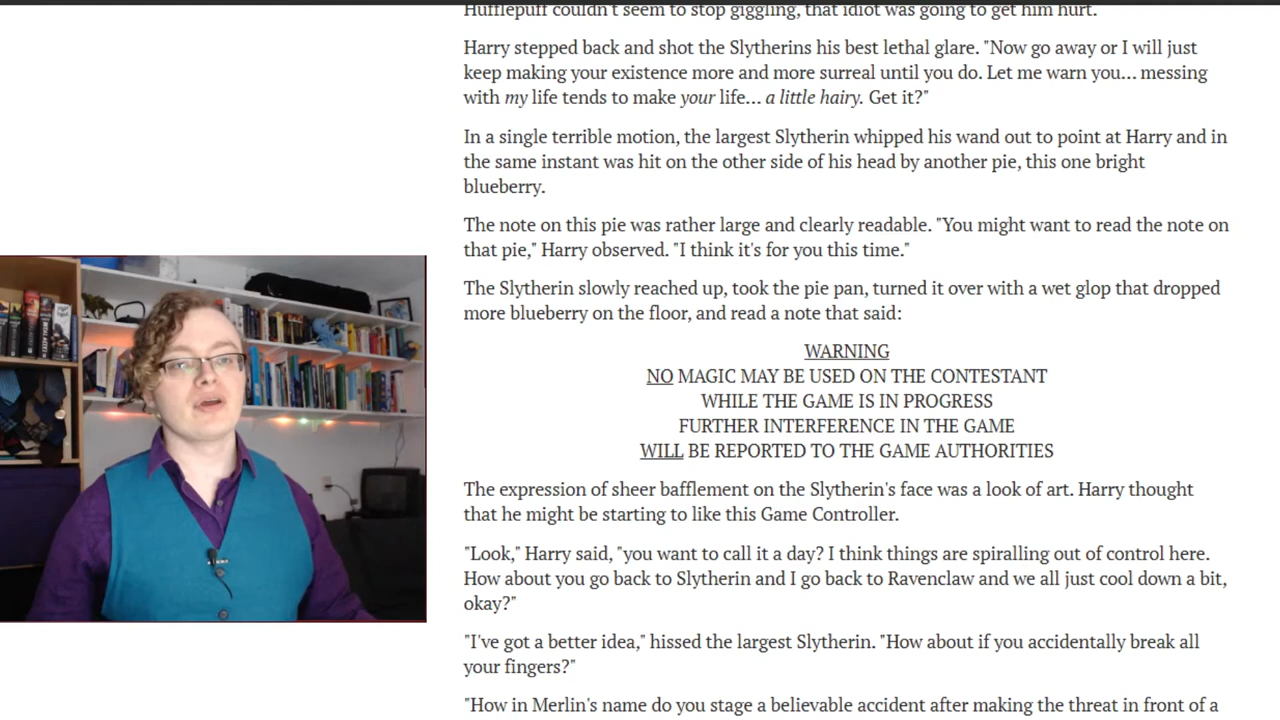 Hufflepuff couldn't seem to stop giggling, that idiot was going to get him hurt.
Harry stepped back and shot the Slytherins his best lethal glare. "Now go away or I will just
keep making your existence more and more surreal until you do. Let me warn you... messing
with my life tends to make your life... a little hairy. Get it?"
In a single terrible motion, the largest Slytherin whipped his wand out to point at Harry and in
the same instant was hit on the other side of his head by another pie, this one bright
blueberry.
The note on this pie was rather large and clearly readable. "You might want to read the note on
that pie," Harry observed. "I think it's for you this time."
The Slytherin slowly reached up, took the pie pan, turned it over with a wet glop that dropped
more blueberry on the floor, and read a note that said:
WARNING
NO MAGIC MAY BE USED ON THE CONTESTANT
WHILE THE GAME IS IN PROGRESS
FURTHER INTERFERENCE IN THE GAME
WILL BE REPORTED TO THE GAME AUTHORITIES
The expression of sheer bafflement on the Slytherin's face was a look of art. Harry thought
that he might be starting to like this Game Controller.
"Look," Harry said, "you want to call it a day? I think things are spiralling out of control here.
How about you go back to Slytherin and I go back to Ravenclaw and we all just cool down a bit,
okay?"
"I've got a better idea," hissed the largest Slytherin. "How about if you accidentally break all
your fingers?"
"How in Merlin's name do you stage a believable accident after making the threat in front of a